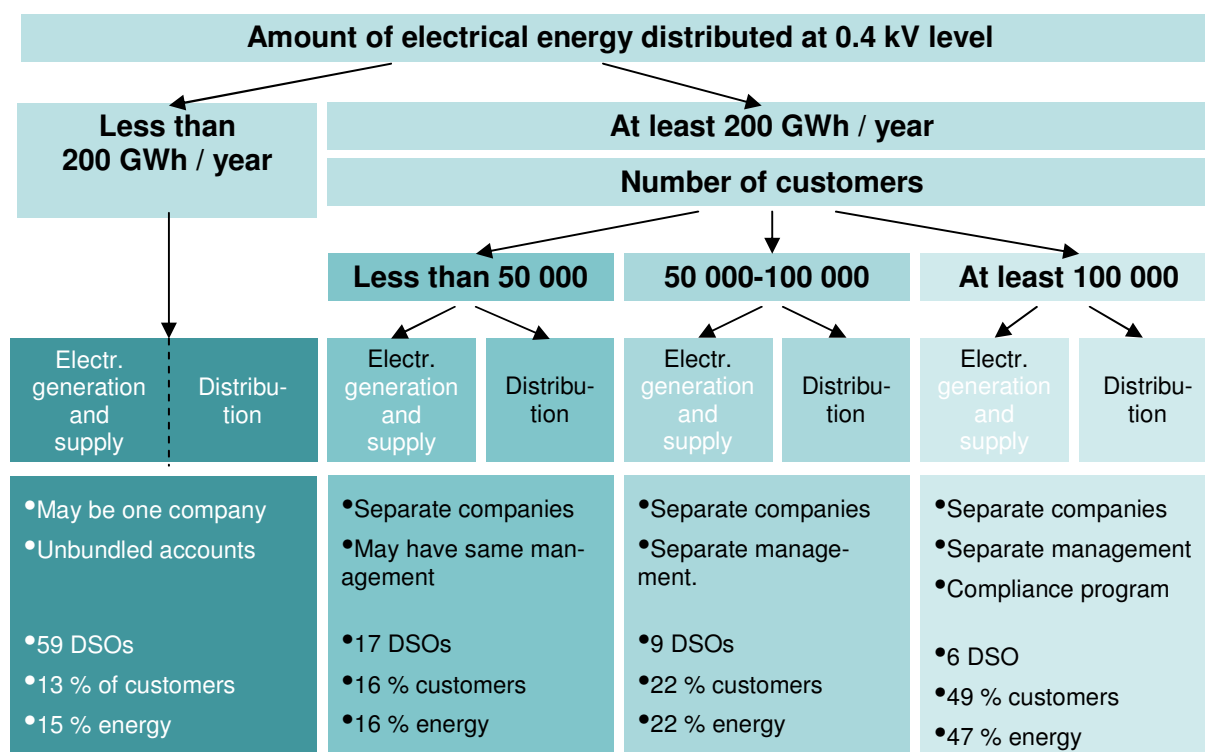 Amount of electrical energy distributed at 0.4 kV level
Less than
200 GWh / year
At least 200 GWh / year
Number of customers
Less than 50 000
50 000-100 000
At least 100 000
Electr.
generation
and
supply
Distribu-
tion
Electr.
generation
and
supply
Distribu-
tion
Electr.
generation
and
supply
Distribu-
tion
Electr.
generation
and
supply
Distribu-
tion
•May be one company
•Unbundled accounts
•59 DSOs
•13 % of customers
•15 % energy
•Separate companies
•May have same man-
agement
•17 DSOs
•16 % customers
•16 % energy
•Separate companies
•Separate manage-
ment.
•9 DSOs
•22 % customers
•22 % energy
•Separate companies
•Separate management
•Compliance program
•6 DSO
•49 % customers
•47 % energy